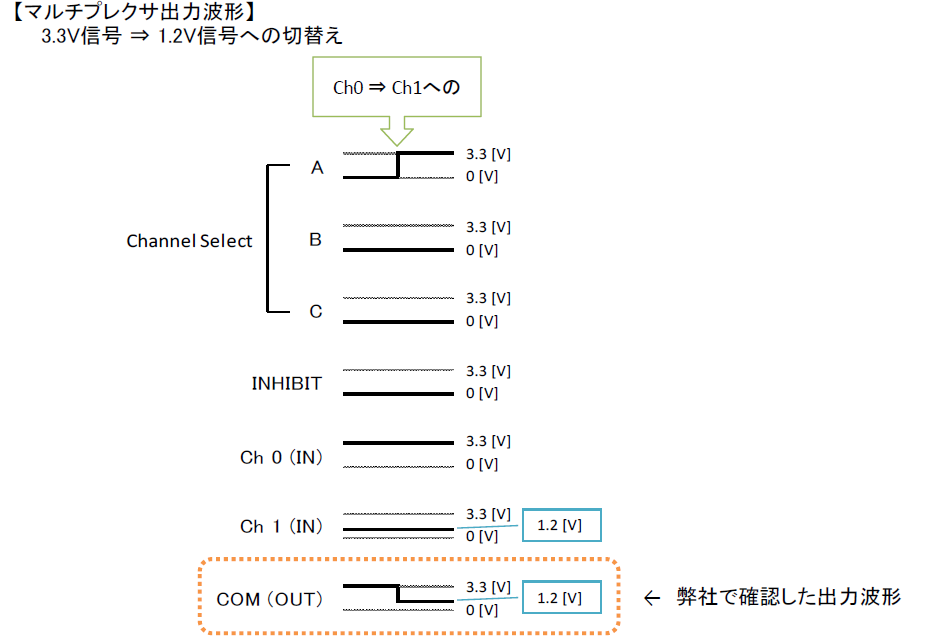 【マルチプレクサ出力波形】
3.3V信号 ⇒ 1.2V信号への切替え
Ch0 ⇒ Ch1への
A
3.3 [V]
0 [V]
Channel Select
B
3.3 [V]
0 [V]
C
3.3 [V]
0 [V]
INHIBIT
3.3 [V]
0 [V]
Ch 0 (IN)
3.3 [V]
0 [V]
Ch 1 (IN)
3.3 [V]
0 [V]
1.2 [V]
COM (OUT)
3.3 [V]
0 [V]
1.2 [V]
← 弊社で確認した出力波形